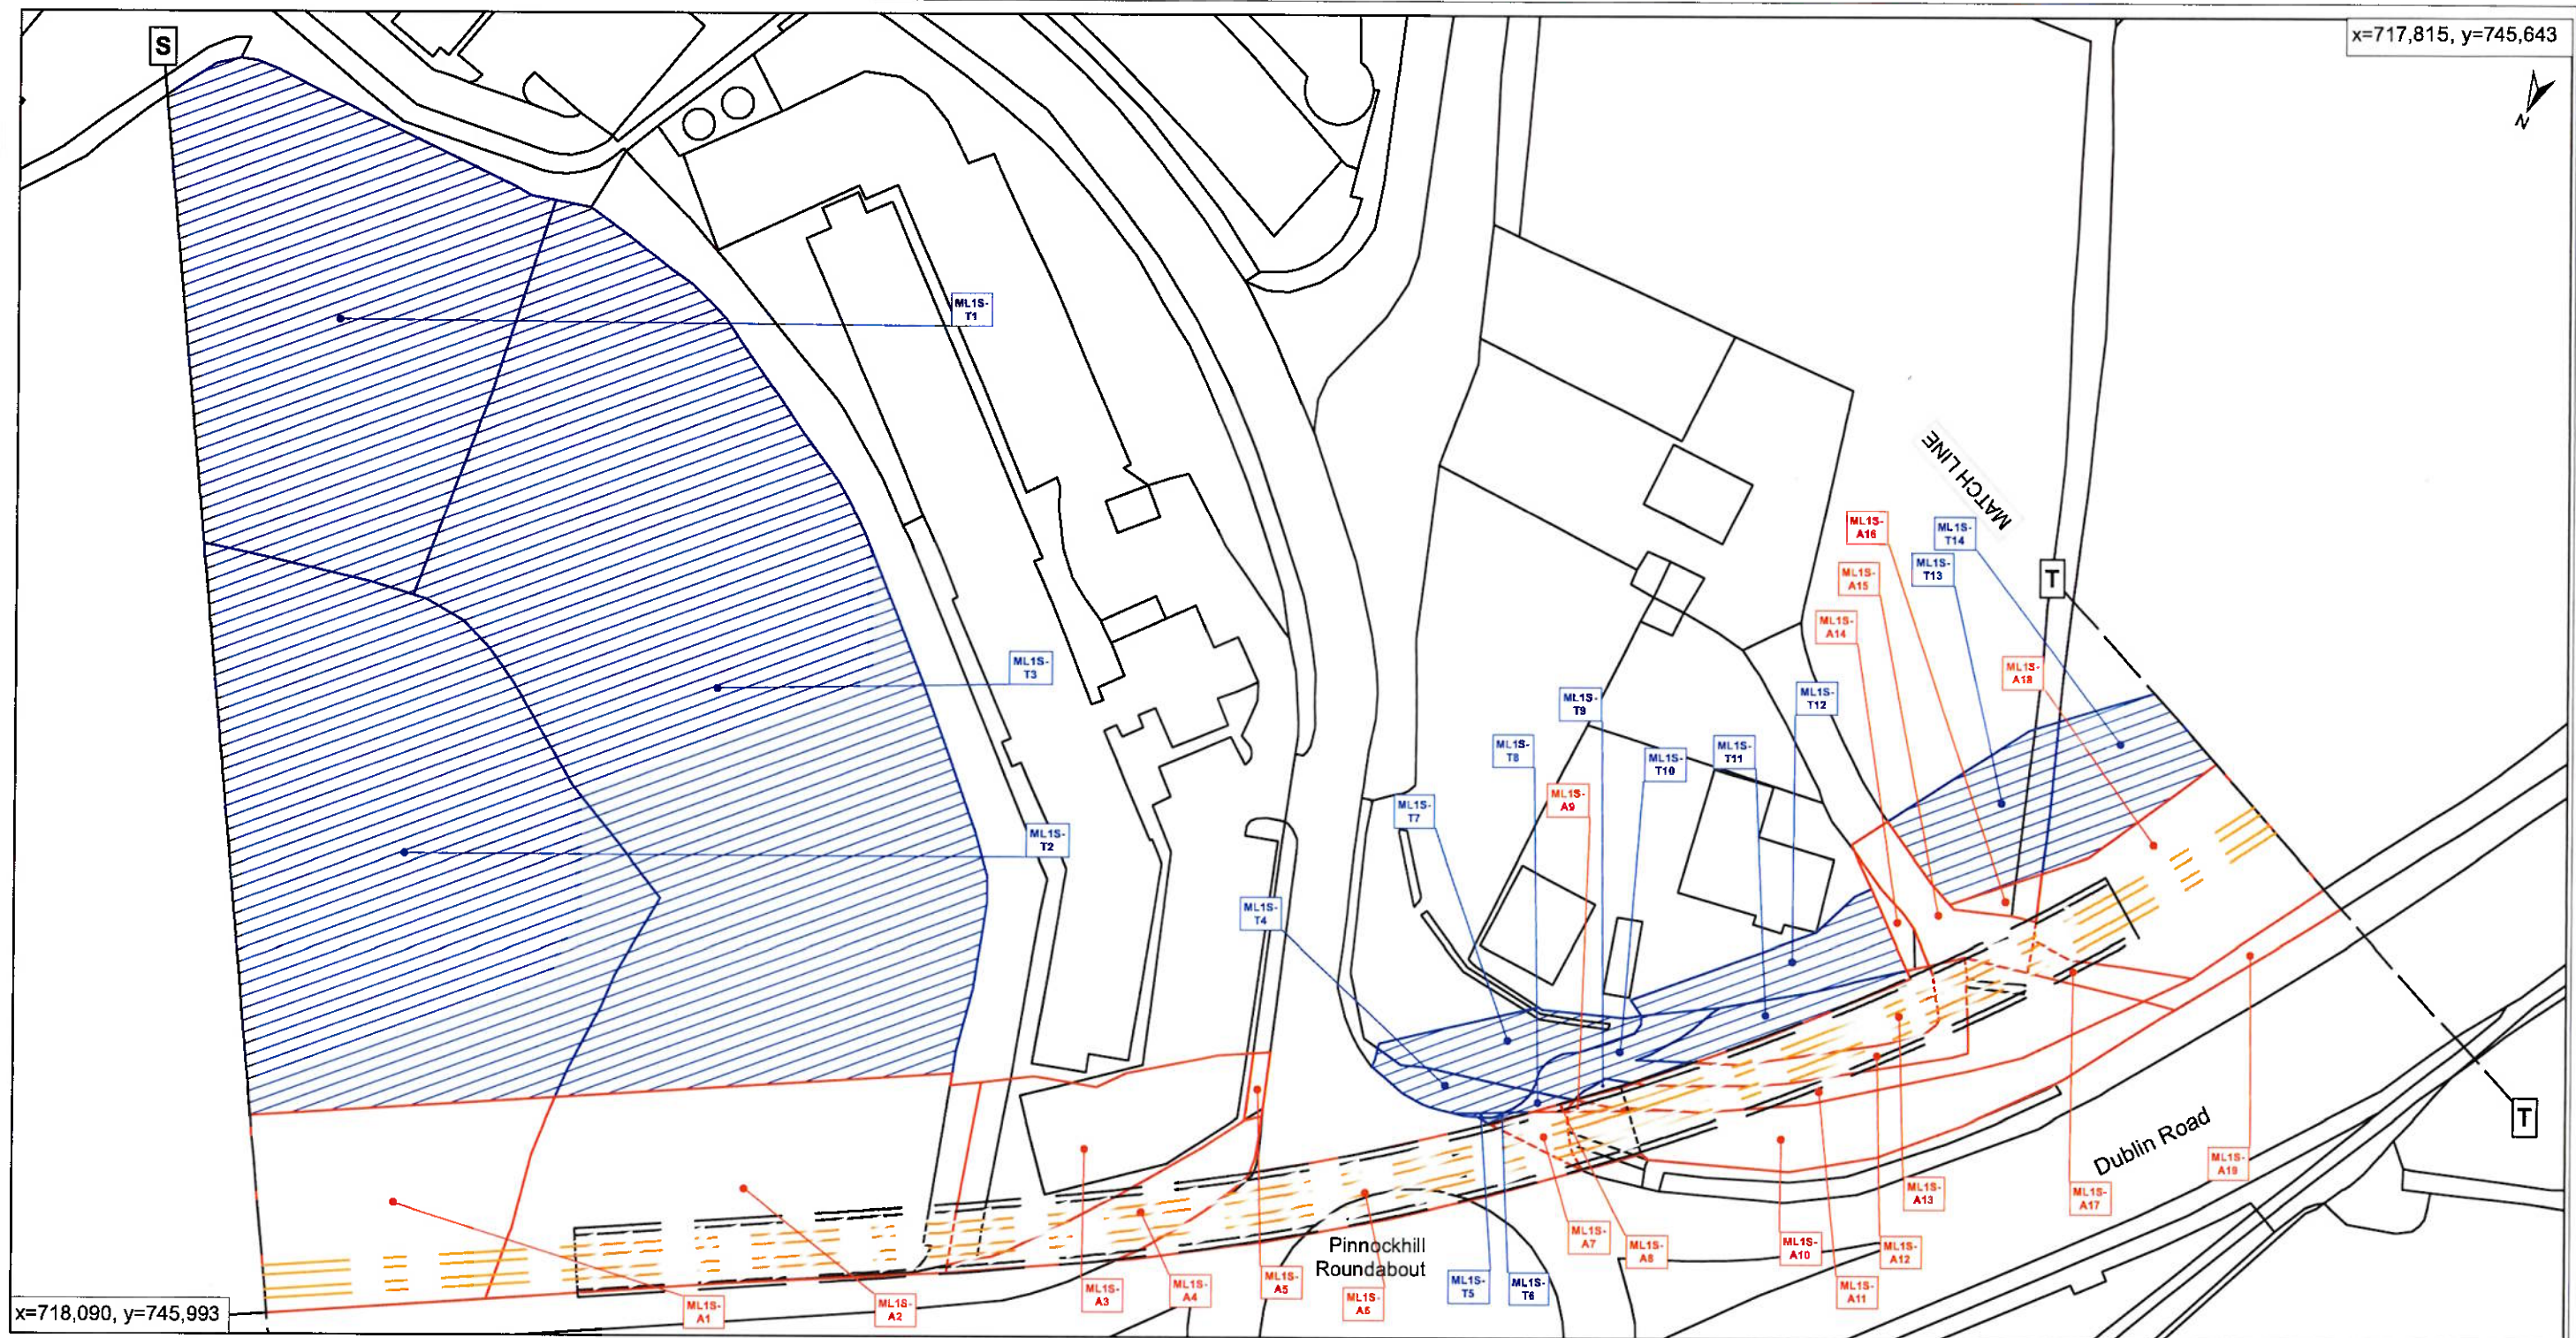 S
x=717,815, y=745,643
N
ML1S-
T1
MATCH LINE
ML1S-
A16
ML1S-
T14
ML1S-
T13
ML1S-
A15
T
ML1S-
A14
ML1S-
T3
ML1S-
A18
ML1S-
T9
ML1S-
T12
ML1S-
T8
ML1S-
T10
ML1S-
T11
ML1S-
A9
ML1S-
T7
ML1S-
T2
ML1S-
T4
T
Dublin Road
ML1S-
A19
ML1S-
A13
ML1S-
A17
ML1S-
A7
ML1S-
A8
ML1S-
A10
ML1S-
A12
Pinnockhill
Roundabout
ML1S-
A3
ML1S-
A4
ML1S-
A5
ML1S-
A6
ML1S-
T5
ML1S-
T6
ML1S-
A11
x=718,090, y=745,993
ML1S-
A1
ML1S-
A2